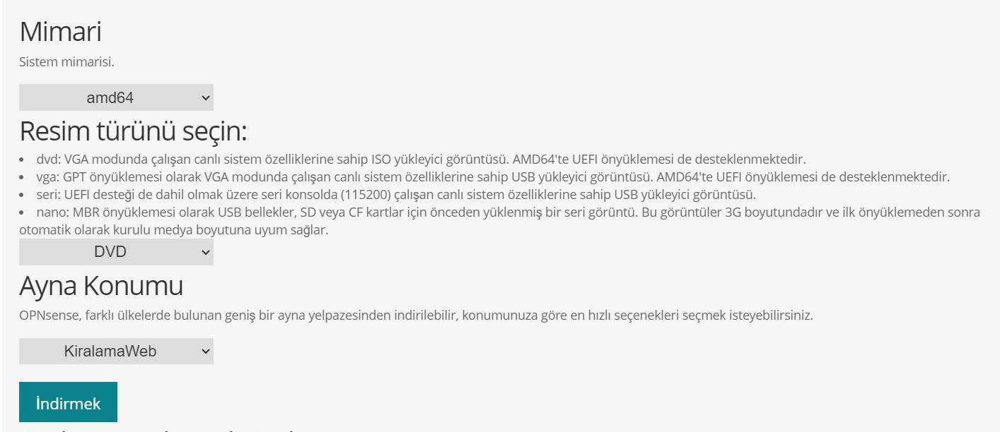 Mimari
Sistem mimarisi.
amd64
Resim türünü seçin:
• dvd: VGA modunda çalışan canlı sistem özelliklerine sahip ISO yükleyici görüntüsü. AMD64'te UEFI önyüklemesi de desteklenmektedir.
• vga: GPT önyüklemesi olarak VGA modunda çalışan canlı sistem özelliklerine sahip USB yükleyici görüntüsü. AMD64'te UEFI önyüklemesi de desteklenmektedir.
• seri: UEFI desteği de dahil olmak üzere seri konsolda (115200) çalışan canlı sistem özelliklerine sahip USB yükleyici görüntüsü.
• nano: MBR önyüklemesi olarak USB bellekler, SD veya CF kartlar için önceden yüklenmiş bir seri görüntü. Bu görüntüler 3G boyutundadır ve ilk önyüklemeden sonra
otomatik olarak kurulu medya boyutuna uyum sağlar.
DVD
Ayna Konumu
OPNsense, farklı ülkelerde bulunan geniş bir ayna yelpazesinden indirilebilir, konumunuza göre en hızlı seçenekleri seçmek isteyebilirsiniz.
KiralamaWeb
İndirmek